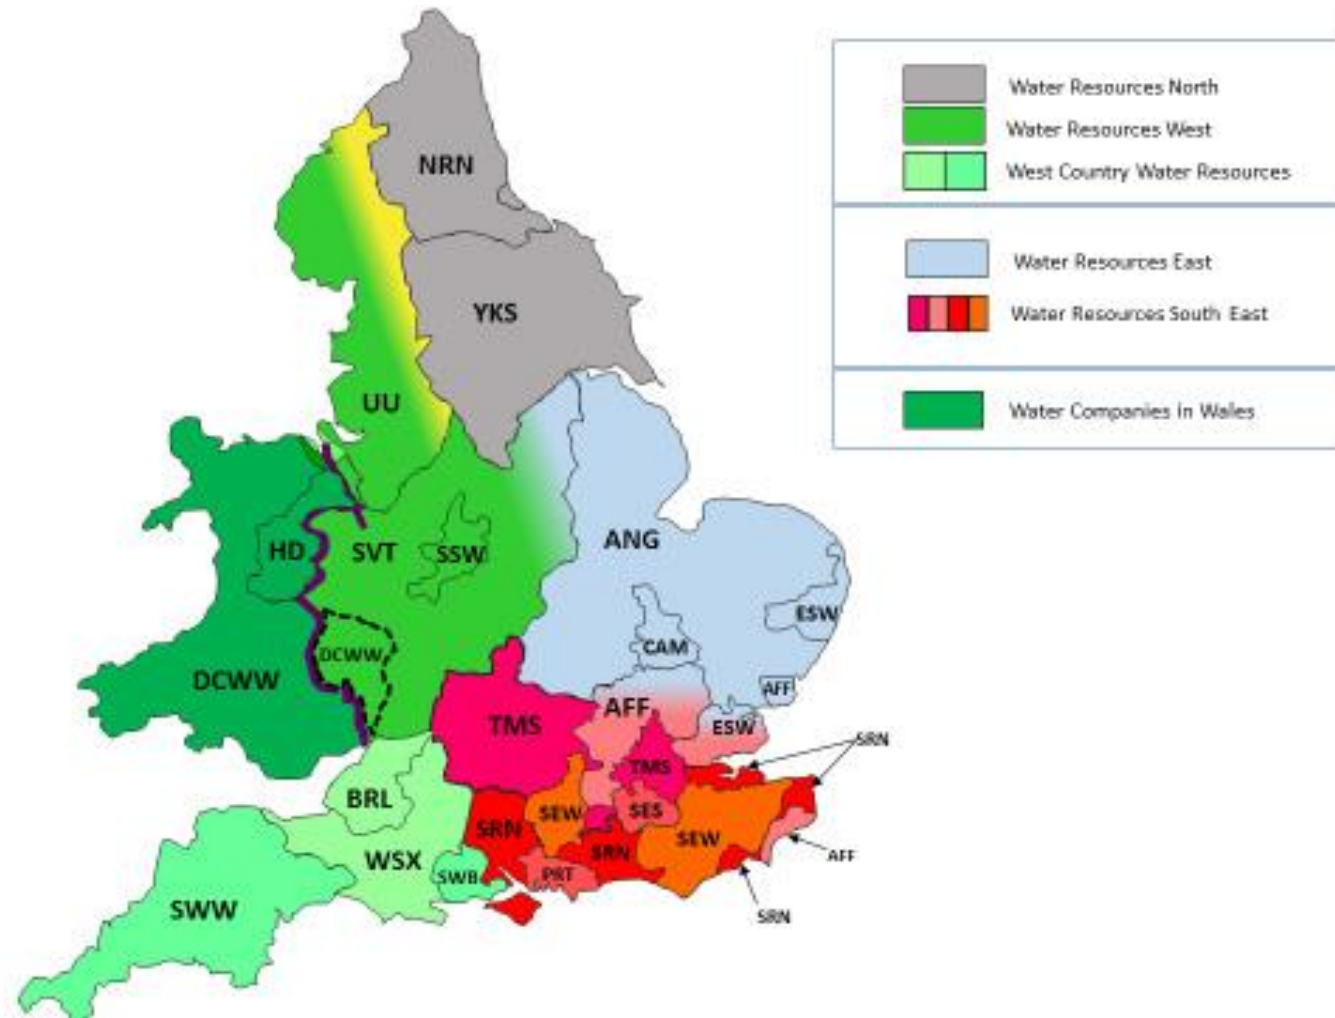 Water Resources North
Water Resources West
West Country Water Resources
Water Resources East
Water Resources South East
Water Companies in Wales
NRN
YKS
UU
ANG
HD
SVT
SSW
ESW
CAM
DCWW
DCWW
AFF
AFF
TMS
ESW
SRN
TMS
BRL
SEW
SES
SRN
SEW
SRN
AFF
WSX
SWB
PRT
SWW
SRN